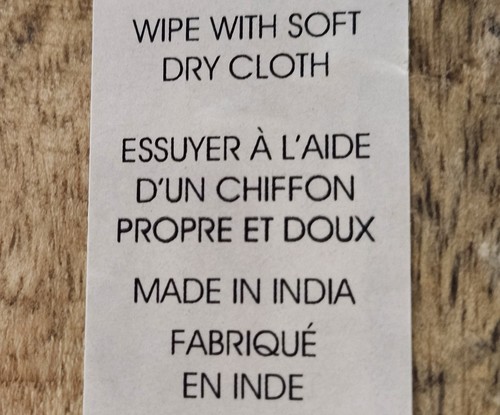 WIPE WITH SOFT
DRY CLOTH
ESSUYER À L'AIDE
D'UN CHIFFON
PROPRE ET DOUX
MADE IN INDIA
FABRIQUÉ
EN INDE